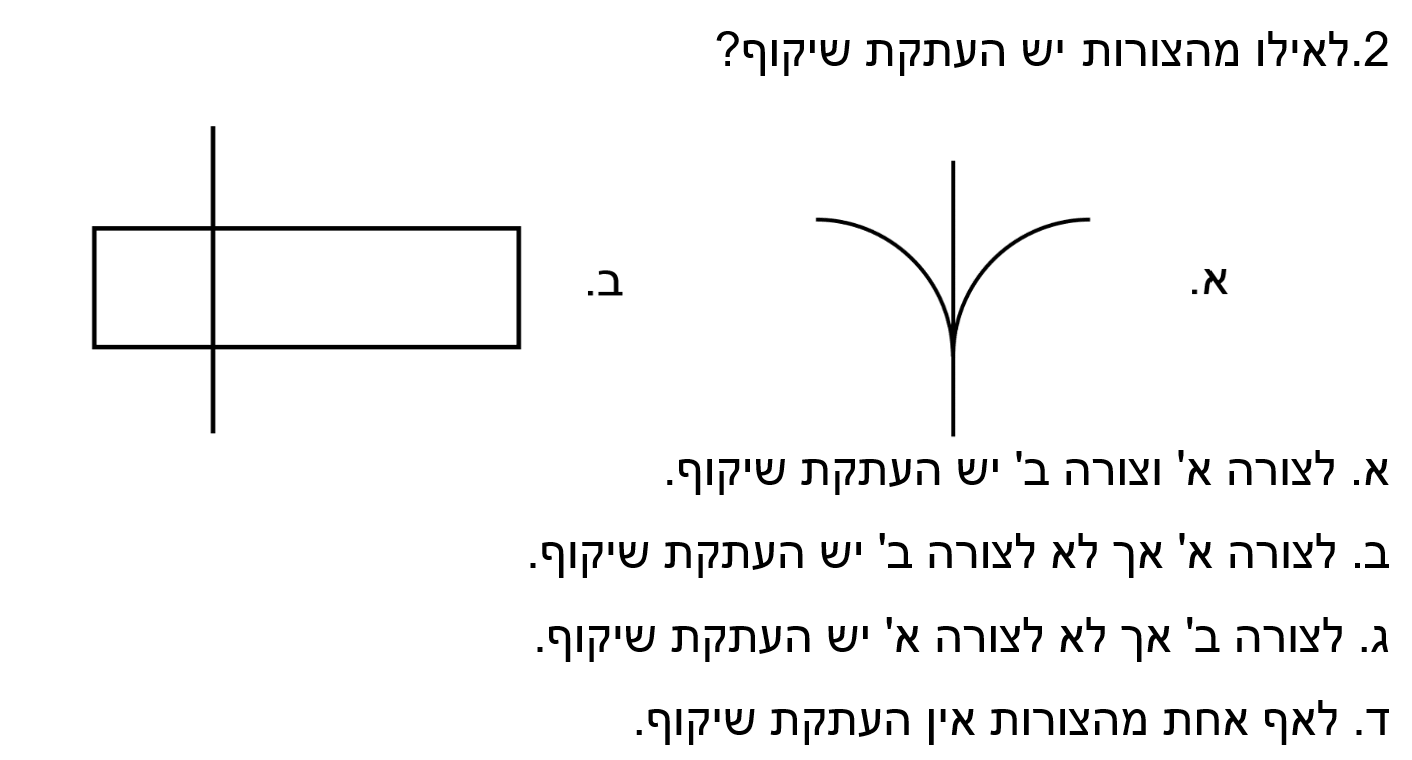 2.לאילו מהצורות יש העתקת שיקוף?
א.
ב.
א. לצורה א' וצורה ב' יש העתקת שיקוף.
ב. לצורה א' אך לא לצורה ב' יש העתקת שיקוף.
ג. לצורה ב' אך לא לצורה א' יש העתקת שיקוף.
ד. לאף אחת מהצורות אין העתקת שיקוף.